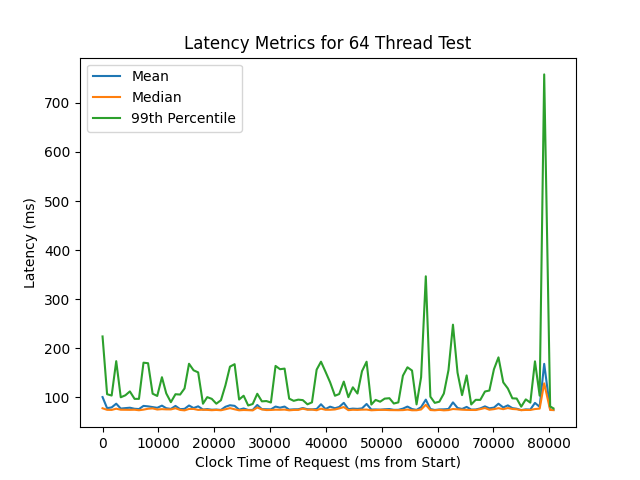 Latency Metrics for 64 Thread Test
Mean
Median
99th Percentile
700
600
500
400
300
200
100
Latency (ms)
0 10000 20000 30000 40000 50000 60000 70000 80000
Clock Time of Request (ms from Start)